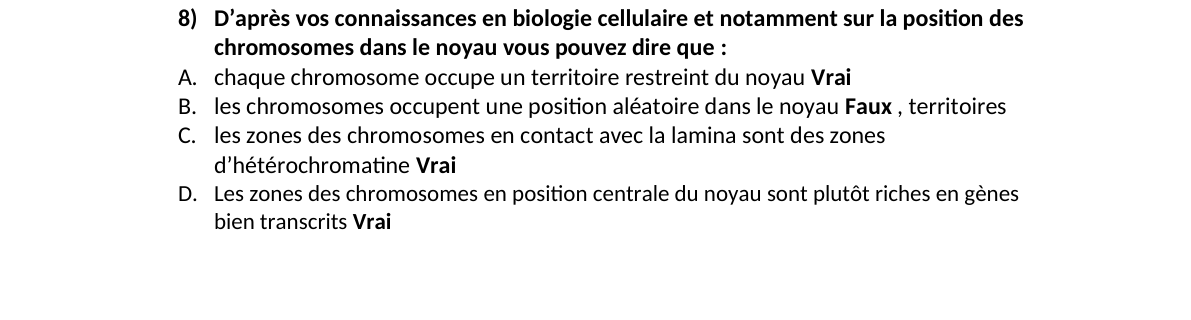 8) D’après vos connaissances en biologie cellulaire et notamment sur la position des
chromosomes dans le noyau vous pouvez dire que :
A. chaque chromosome occupe un territoire restreint du noyau Vrai
B. les chromosomes occupent une position aléatoire dans le noyau Faux , territoires
C. les zones des chromosomes en contact avec la lamina sont des zones
d’hétérochromatine Vrai
D. Les zones des chromosomes en position centrale du noyau sont plutôt riches en gènes
bien transcrits Vrai